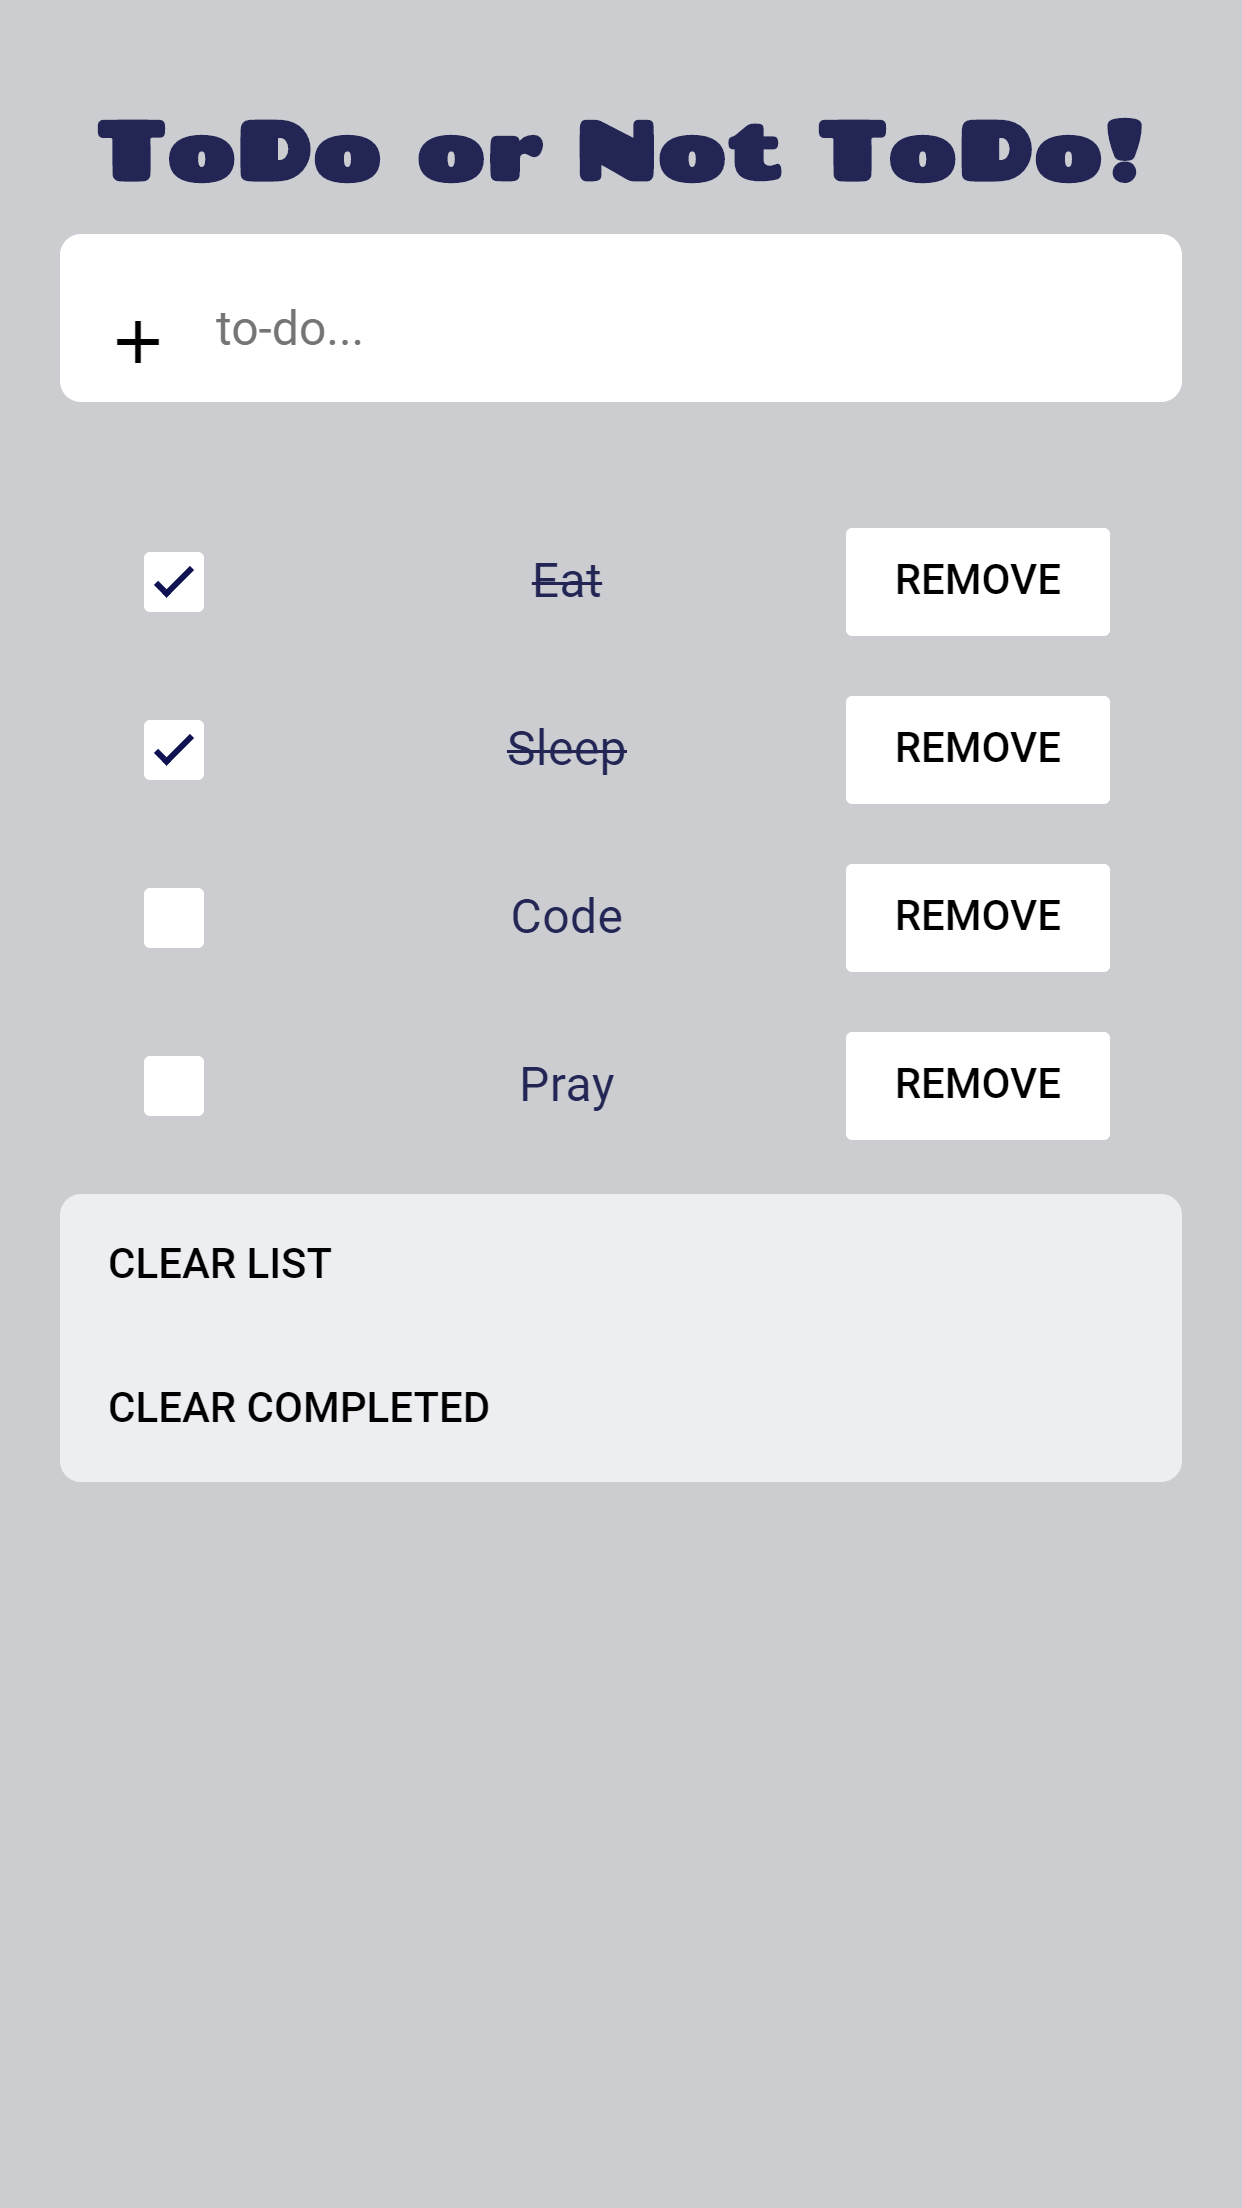 ToDo or Not ToDo!
to-do...
Eat
REMOVE
Sleep
REMOVE
Code
REMOVE
Pray
REMOVE
CLEAR LIST
CLEAR COMPLETED